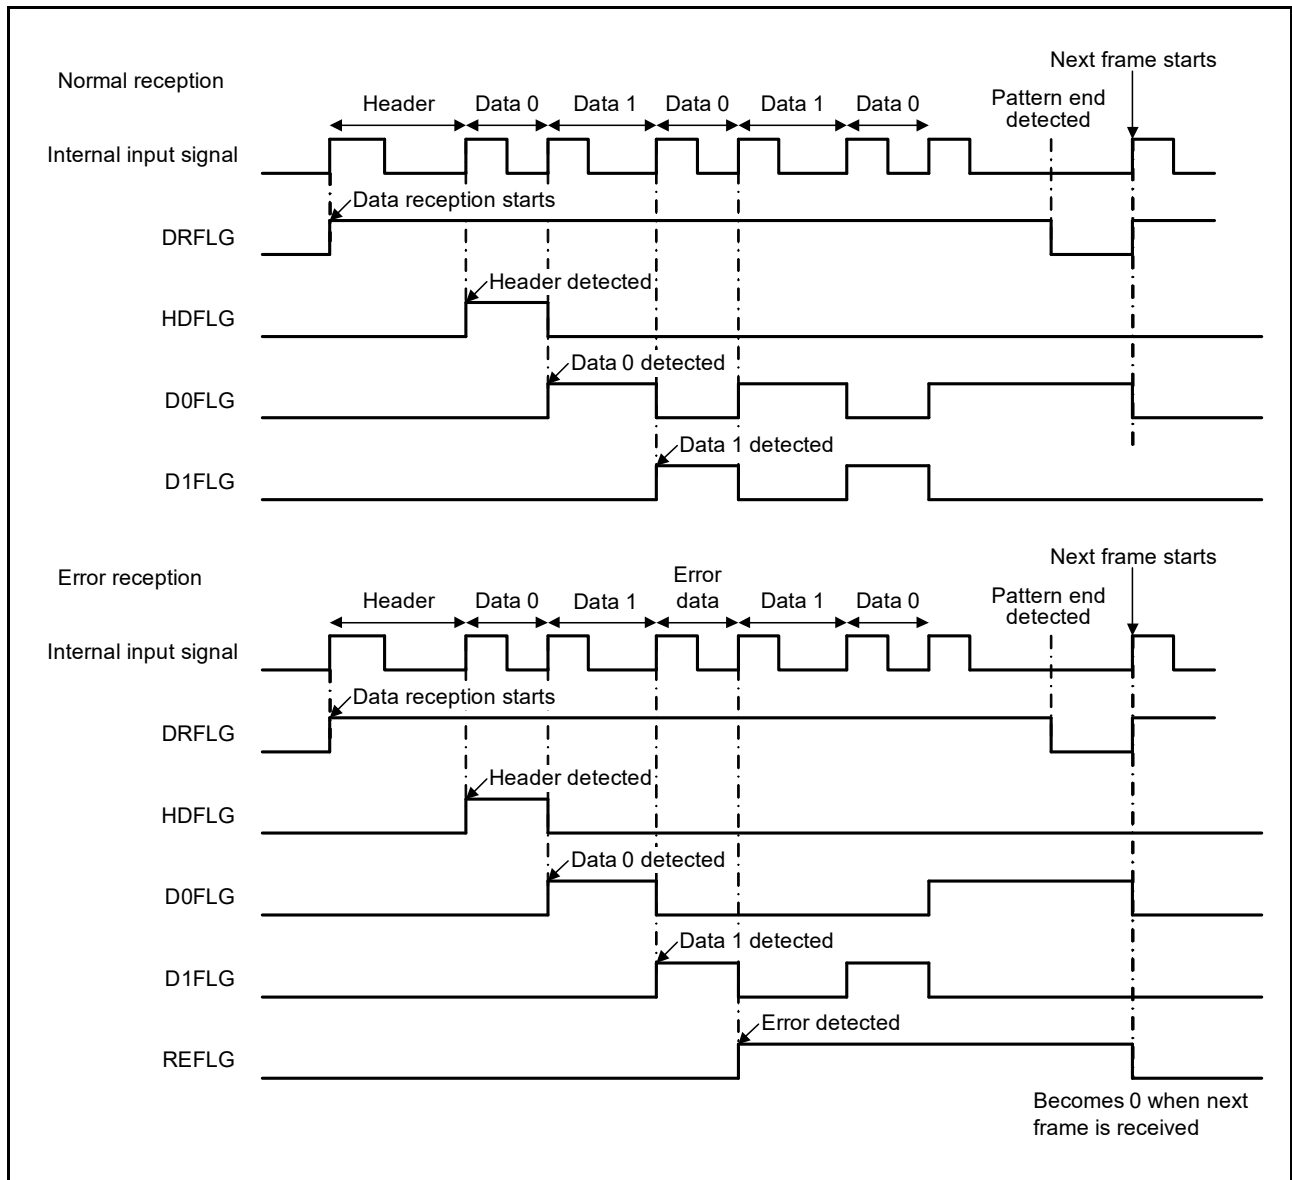 Next frame starts
Normal reception
Header Data 0 Data 1 Data 0 Data 1 Data 0
Pattern end
detected
Internal input signal
Data reception starts
DRFLG
Header detected
HDFLG
Data 0 detected
D0FLG
Data 1 detected
D1FLG
Next frame starts
Error reception
Header Data 0 Data 1
Error
data
Data 1 Data 0
Pattern end
detected
Internal input signal
Data reception starts
DRFLG
Header detected
HDFLG
Data 0 detected
D0FLG
Data 1 detected
D1FLG
Error detected
REFLG
Becomes 0 when next
frame is received